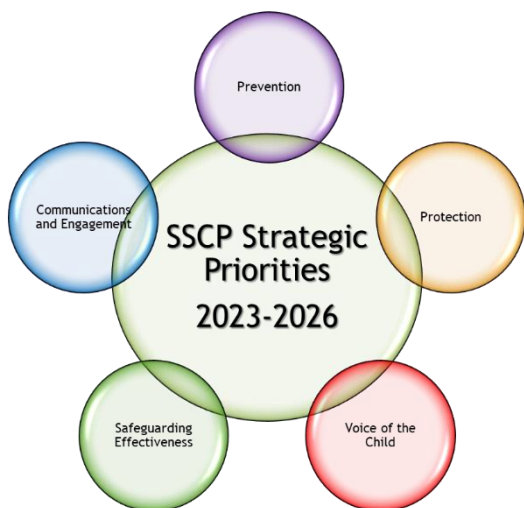 Prevention
Communications
and Engagement
Protection
SSCP Strategic
Priorities
2023-2026
Safeguarding
Effectiveness
Voice of the
Child